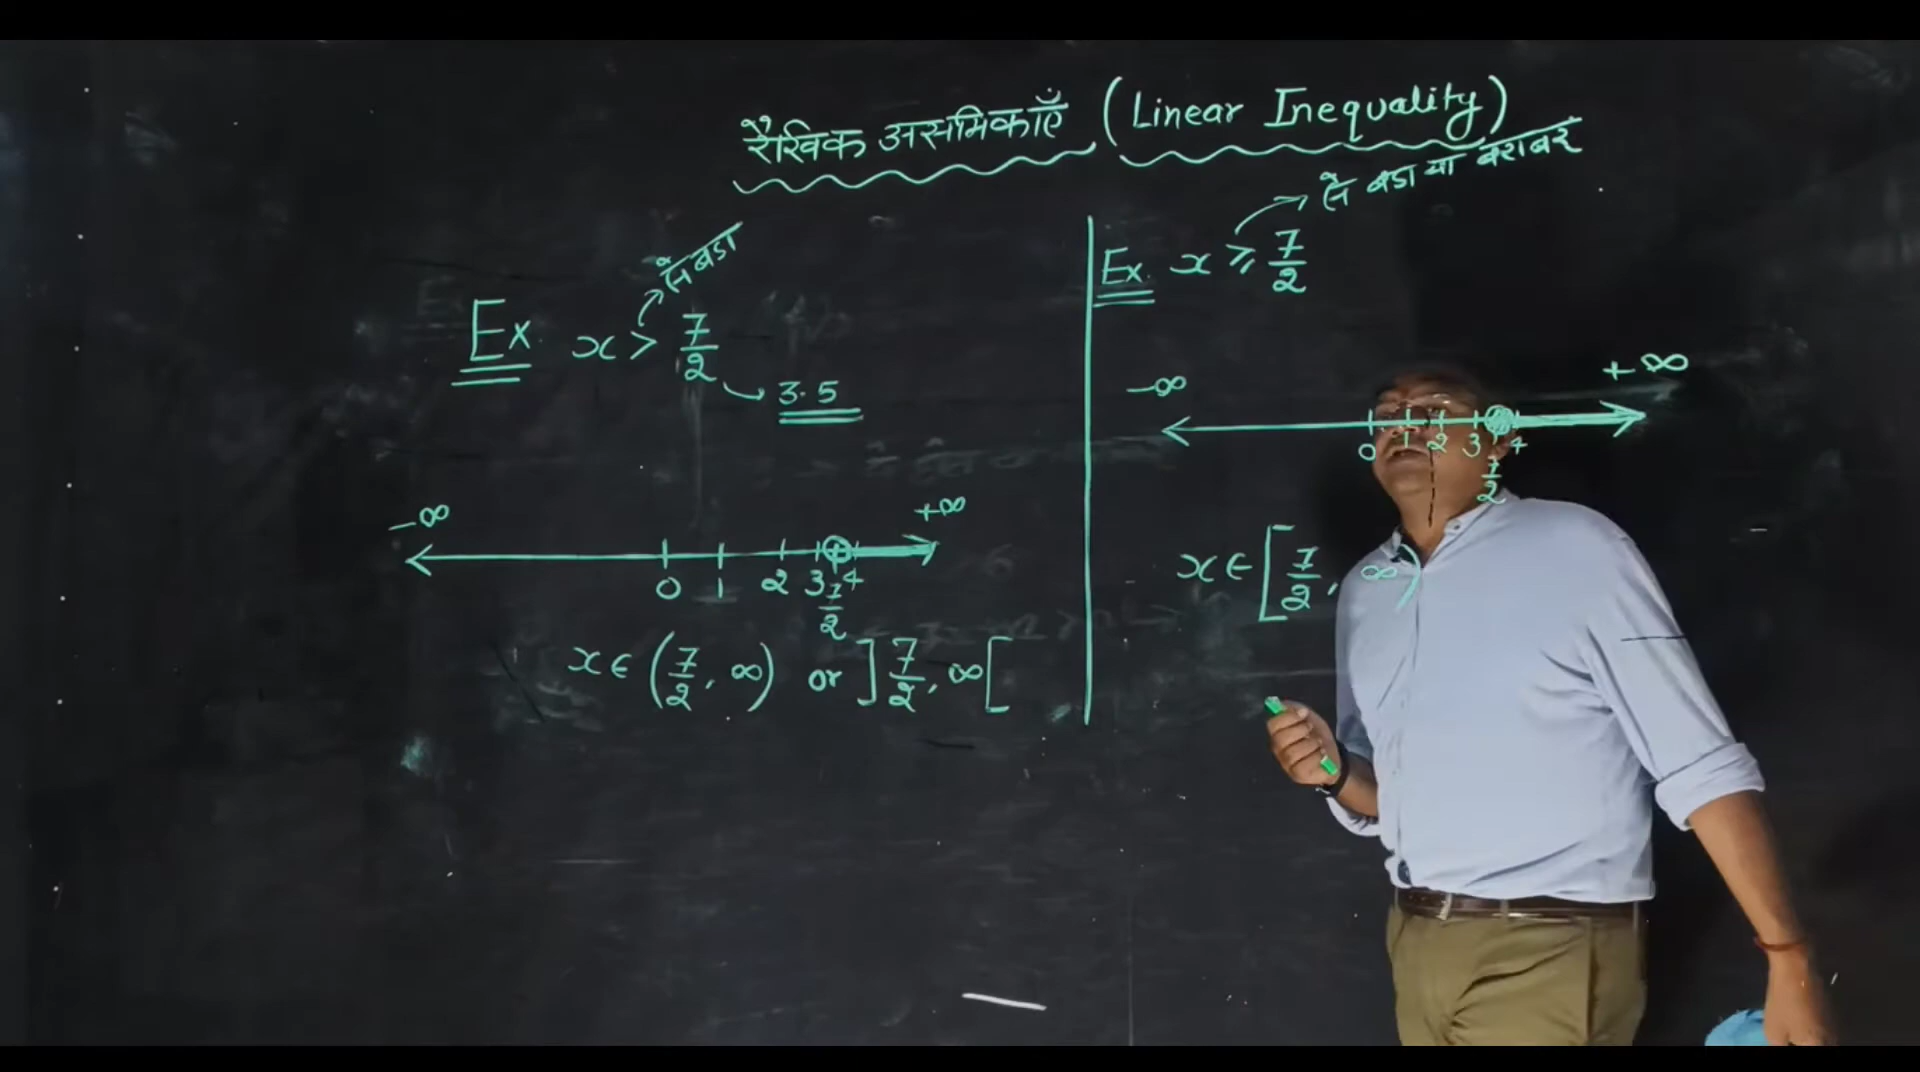 रैखिक असमिकाएँ (Linear Inequality)
से बडा
Ex. x > 7/2
3.5
-∞ +∞
0 1 2 3 7/2 4
x ∈ (7/2, ∞) or ]7/2, ∞[
से बडा या बराबर
Ex. x ⩾ 7/2
-∞ +∞
0 1 2 3 7/2 4
x ∈ [7/2, ∞)